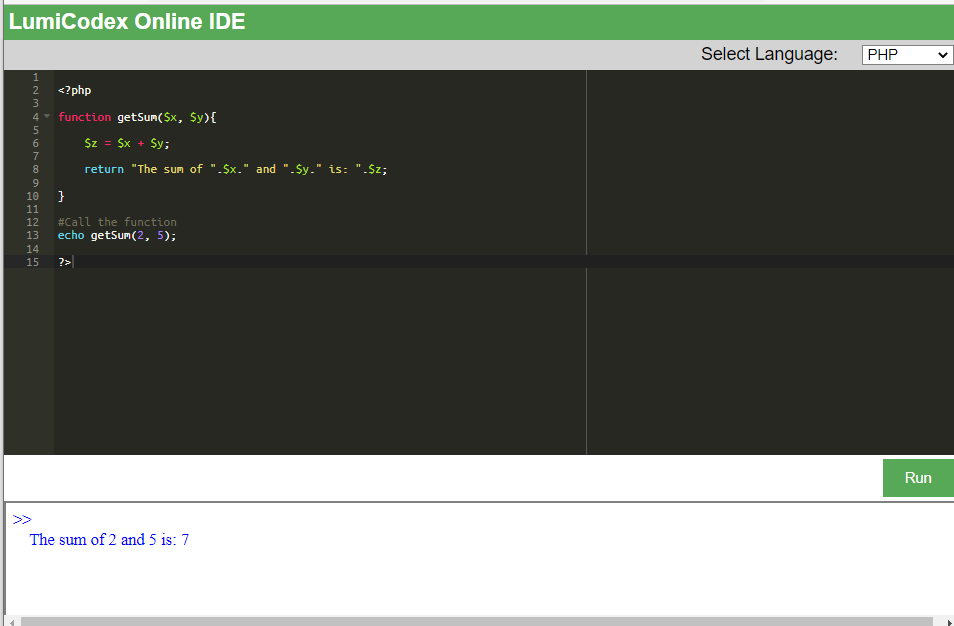 LumiCodex Online IDE
Select Language: PHP
1
2 <?php
3
4 function getSum($x, $y){
5
6     $z = $x + $y;
7
8     return "The sum of ".$x." and ".$y." is: ".$z;
9
10 }
11
12 #Call the function
13 echo getSum(2, 5);
14
15 ?>
Run
>>
The sum of 2 and 5 is: 7